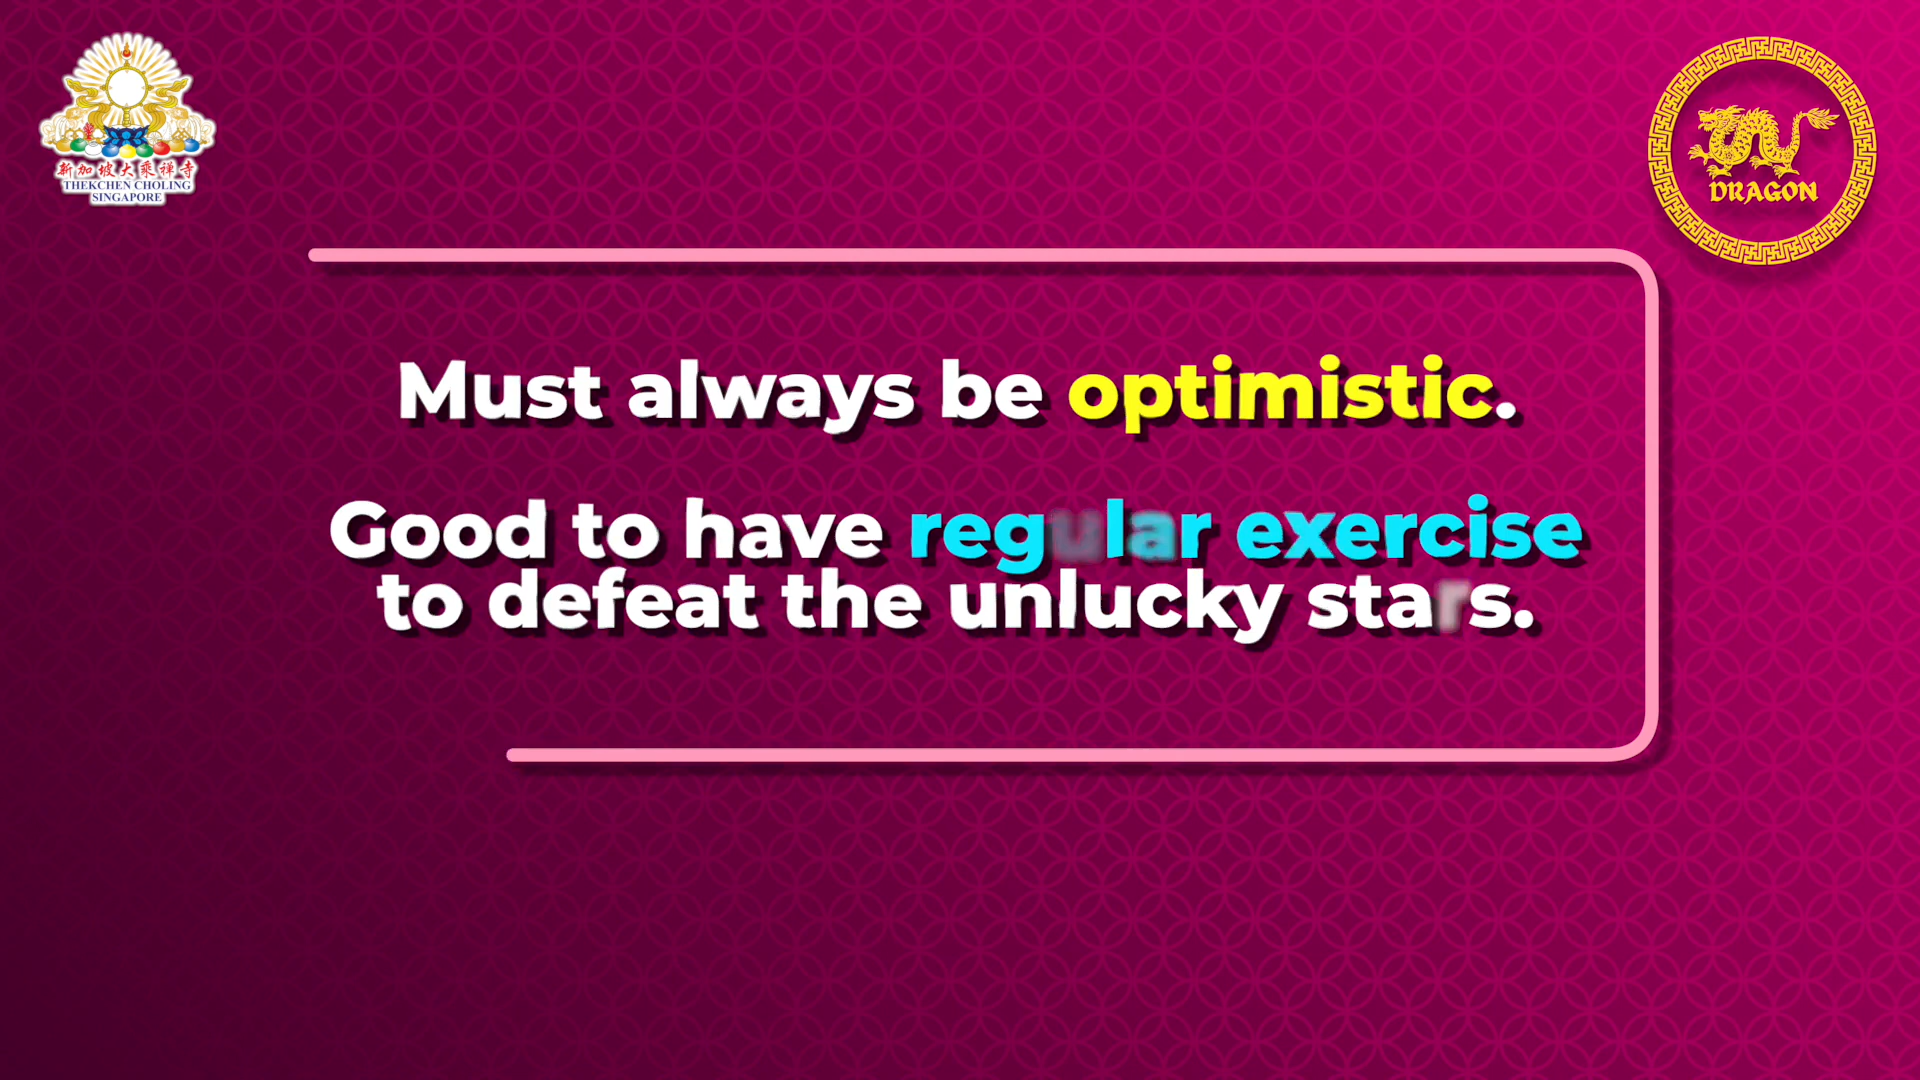 新加坡大乘禅寺
THEKCHEN CHOLING
SINGAPORE
DRAGON
Must always be optimistic.
Good to have regular exercise
to defeat the unlucky stars.